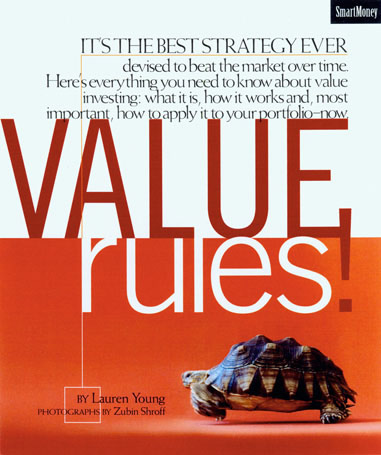 SmartMoney
IT'S THE BEST STRATEGY EVER
devised to beat the market over time.
Here's everything you need to know about value
investing: what it is, how it works and, most
important, how to apply it to your portfolio—now.
VALUE
rules!
BY Lauren Young
PHOTOGRAPHS BY Zubin Shroff